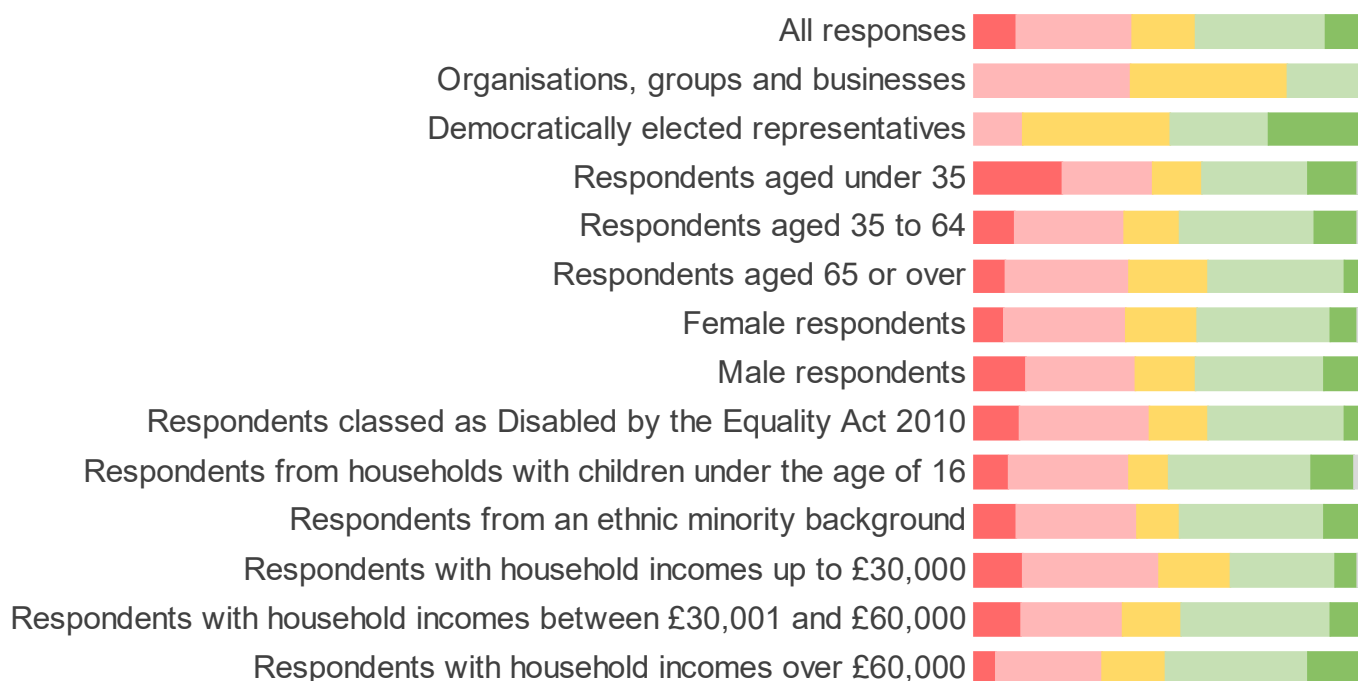 All responses
Organisations, groups and businesses
Democratically elected representatives
Respondents aged under 35
Respondents aged 35 to 64
Respondents aged 65 or over
Female respondents
Male respondents
Respondents classed as Disabled by the Equality Act 2010
Respondents from households with children under the age of 16
Respondents from an ethnic minority background
Respondents with household incomes up to £30,000
Respondents with household incomes between £30,001 and £60,000
Respondents with household incomes over £60,000